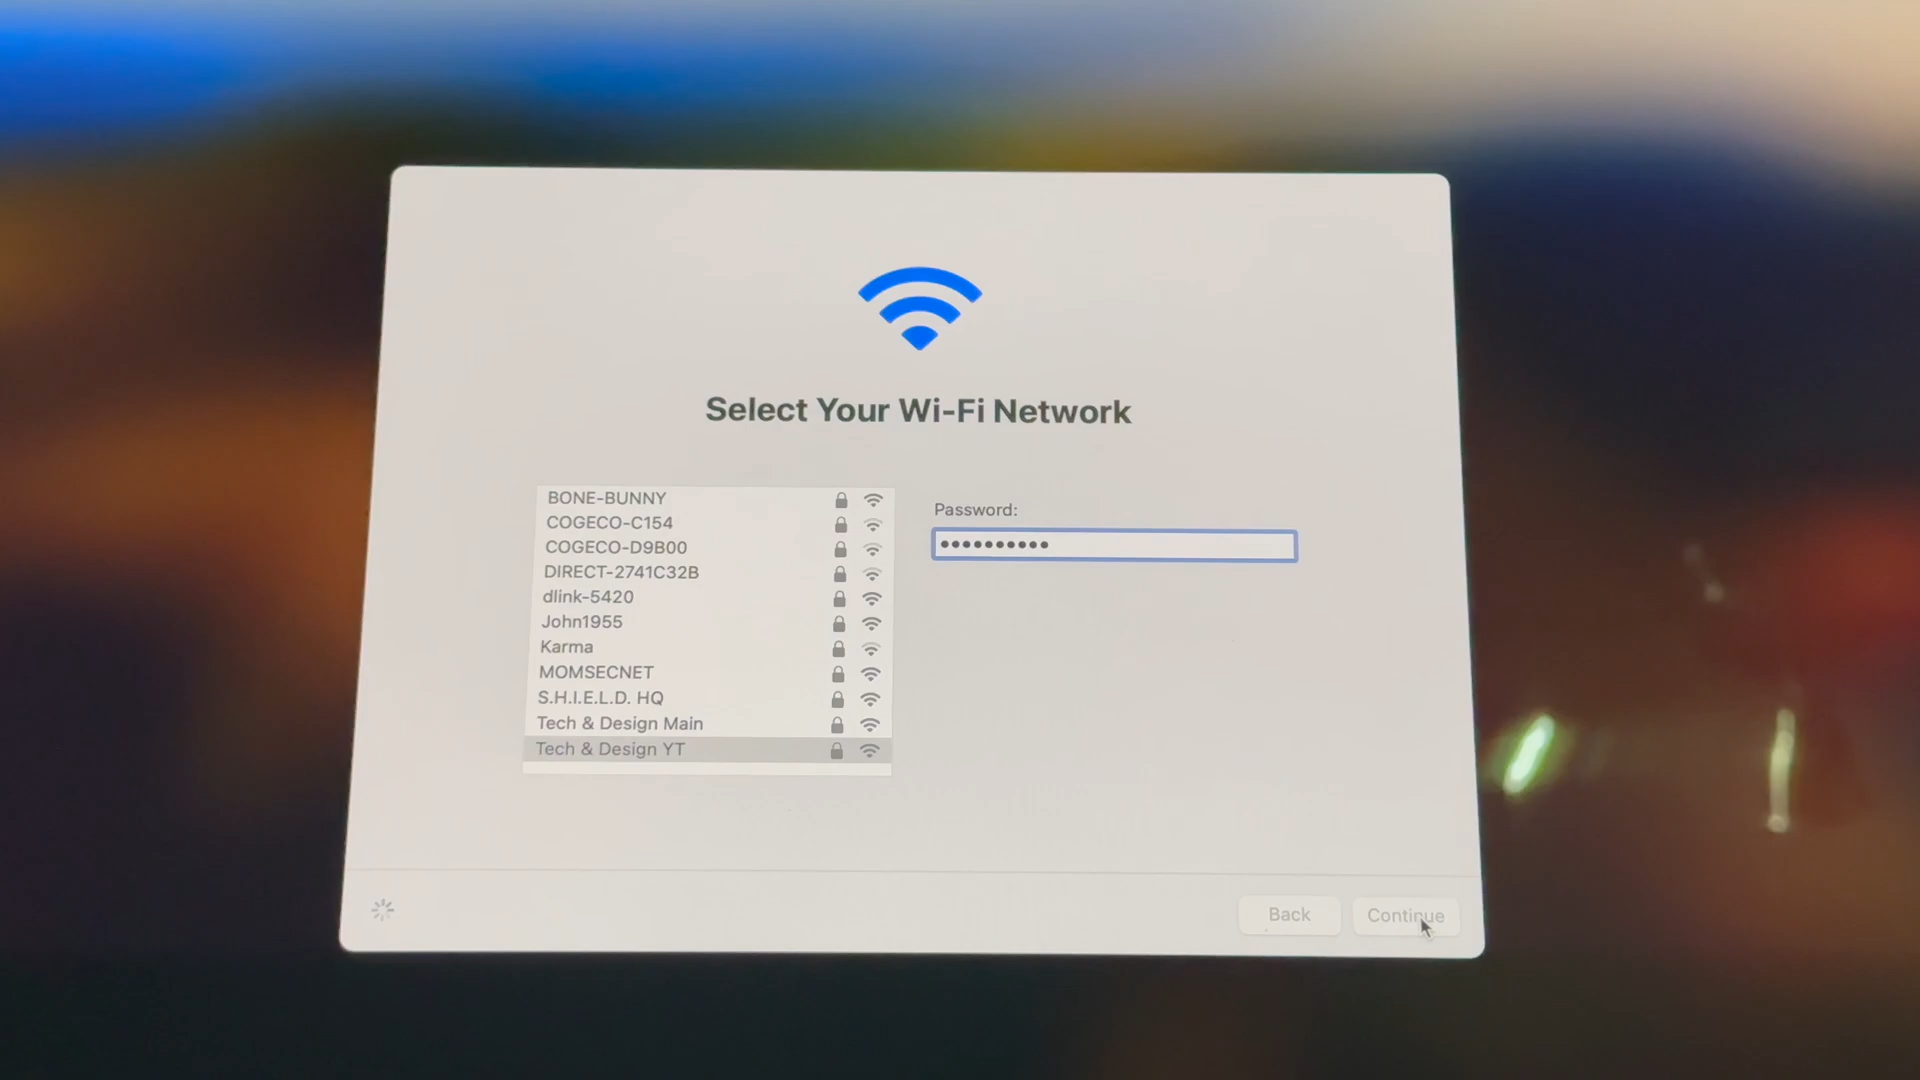 Select Your Wi-Fi Network
BONE-BUNNY
COGECO-C154
COGECO-D9B00
DIRECT-2741C32B
dlink-5420
John1955
Karma
MOMSECNET
S.H.I.E.L.D. HQ
Tech & Design Main
Tech & Design YT
Password:
••••••••••
Back
Continue